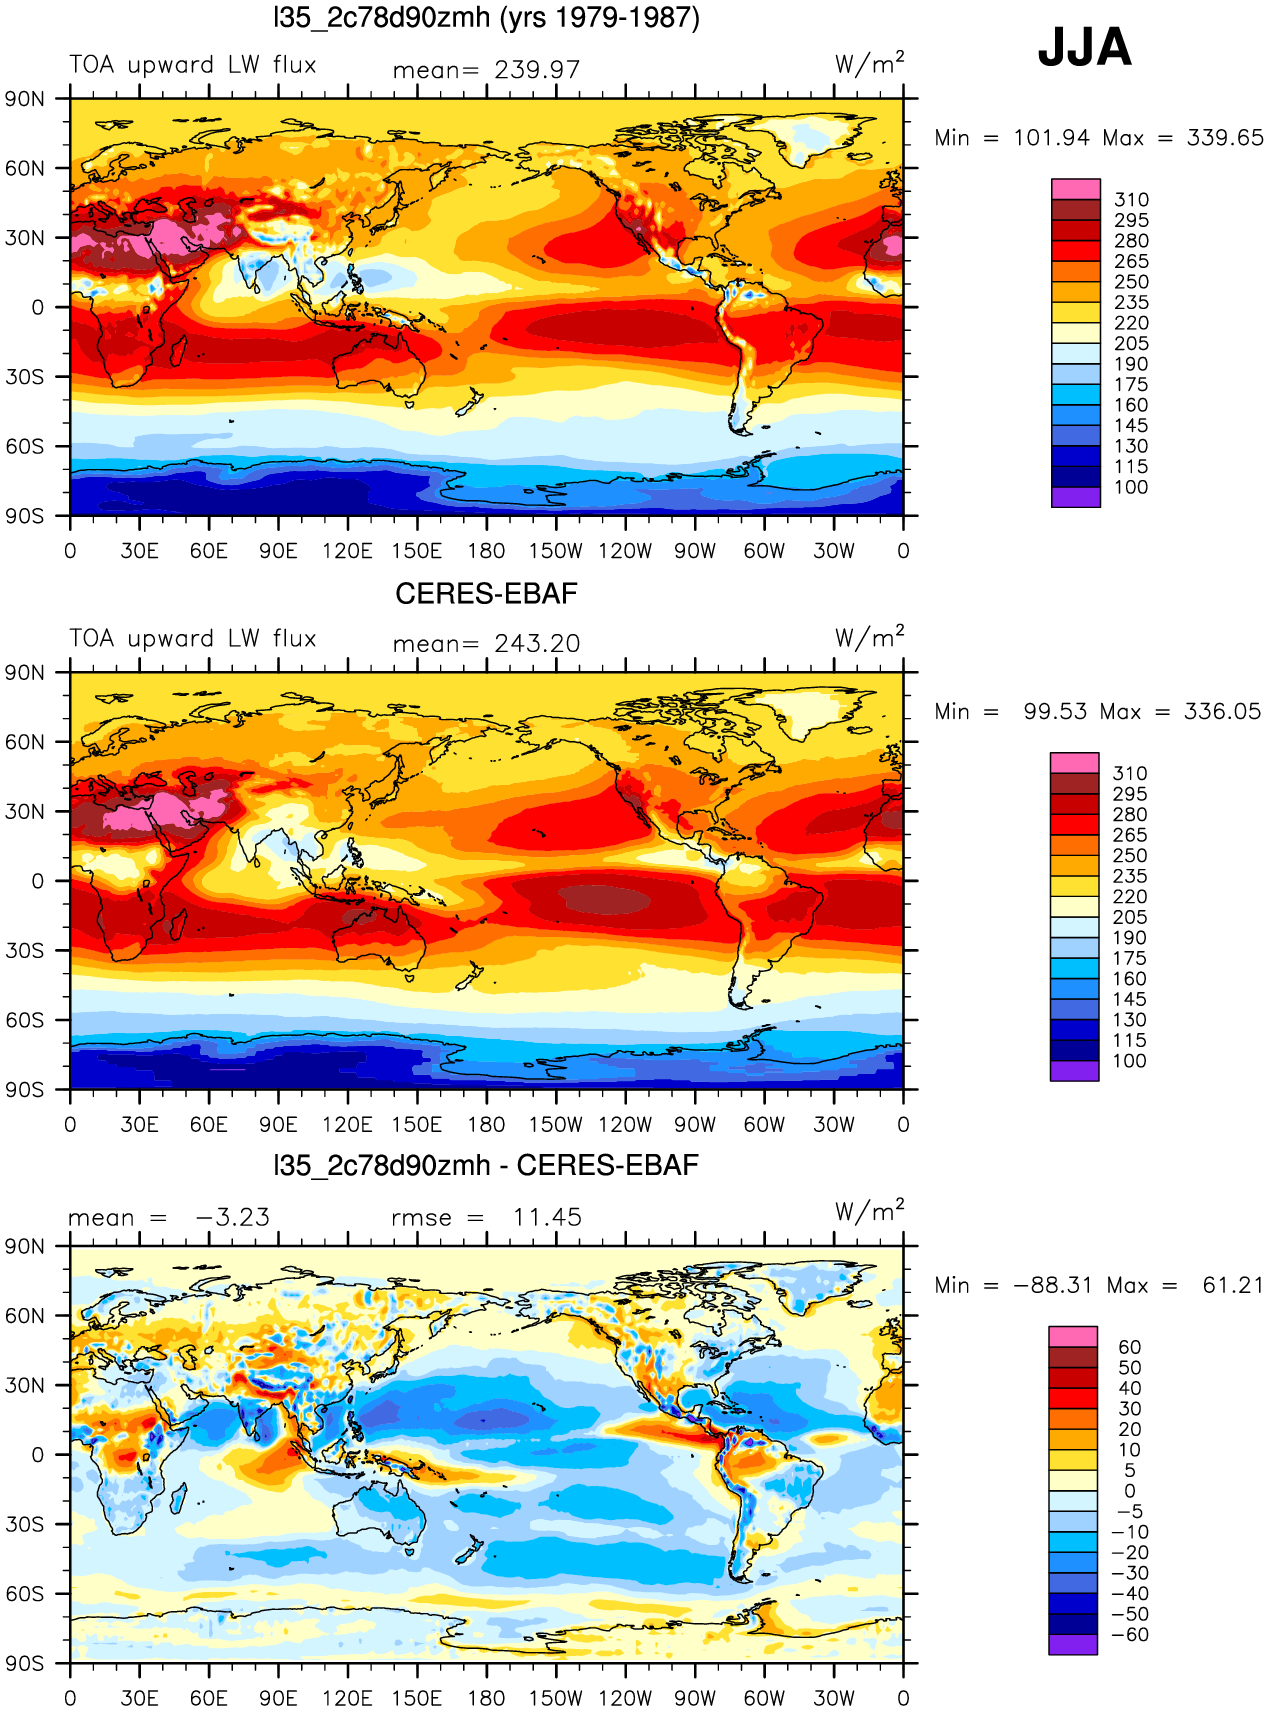 l35_2c78d90zmh (yrs 1979-1987)
JJA
TOA upward LW flux mean= 239.97 W/m²
Min = 101.94 Max = 339.65
90N
60N
30N
0
30S
60S
90S
0 30E 60E 90E 120E 150E 180 150W 120W 90W 60W 30W 0
310
295
280
265
250
235
220
205
190
175
160
145
130
115
100
CERES-EBAF
TOA upward LW flux mean= 243.20 W/m²
Min = 99.53 Max = 336.05
90N
60N
30N
0
30S
60S
90S
0 30E 60E 90E 120E 150E 180 150W 120W 90W 60W 30W 0
310
295
280
265
250
235
220
205
190
175
160
145
130
115
100
l35_2c78d90zmh - CERES-EBAF
mean = −3.23 rmse = 11.45 W/m²
Min = −88.31 Max = 61.21
90N
60N
30N
0
30S
60S
90S
0 30E 60E 90E 120E 150E 180 150W 120W 90W 60W 30W 0
60
50
40
30
20
10
5
0
−5
−10
−20
−30
−40
−50
−60